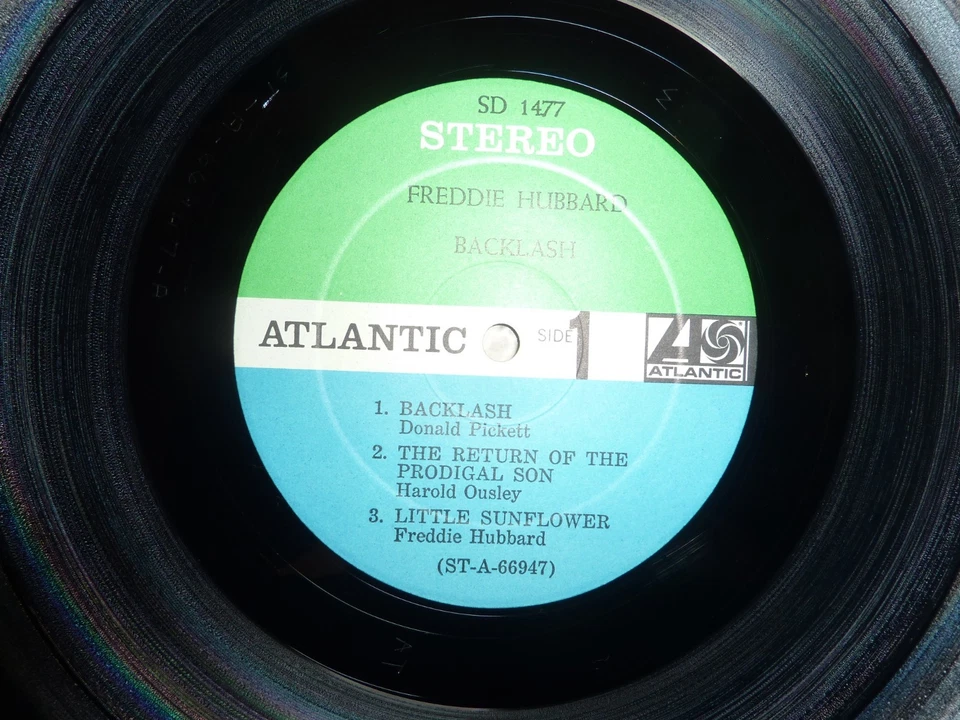 SD 1477
STEREO
FREDDIE HUBBARD
BACKLASH
ATLANTIC
SIDE 1
ATLANTIC
1. BACKLASH
Donald Pickett
2. THE RETURN OF THE
PRODIGAL SON
Harold Ousley
3. LITTLE SUNFLOWER
Freddie Hubbard
(ST-A-66947)